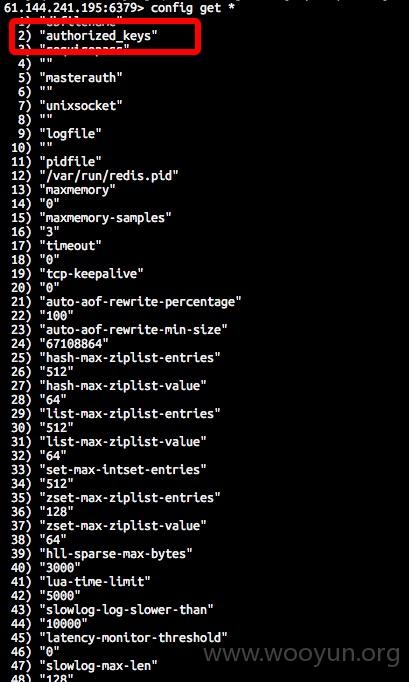 61.144.241.195:6379> config get *
1) "dbfilename"
2) "authorized_keys"
3) "requirepass"
4) ""
5) "masterauth"
6) ""
7) "unixsocket"
8) ""
9) "logfile"
10) ""
11) "pidfile"
12) "/var/run/redis.pid"
13) "maxmemory"
14) "0"
15) "maxmemory-samples"
16) "3"
17) "timeout"
18) "0"
19) "tcp-keepalive"
20) "0"
21) "auto-aof-rewrite-percentage"
22) "100"
23) "auto-aof-rewrite-min-size"
24) "67108864"
25) "hash-max-ziplist-entries"
26) "512"
27) "hash-max-ziplist-value"
28) "64"
29) "list-max-ziplist-entries"
30) "512"
31) "list-max-ziplist-value"
32) "64"
33) "set-max-intset-entries"
34) "512"
35) "zset-max-ziplist-entries"
36) "128"
37) "zset-max-ziplist-value"
38) "64"
39) "hll-sparse-max-bytes"
40) "3000"
41) "lua-time-limit"
42) "5000"
43) "slowlog-log-slower-than"
44) "10000"
45) "latency-monitor-threshold"
46) "0"
47) "slowlog-max-len"
48) "128"
www.wooyun.org